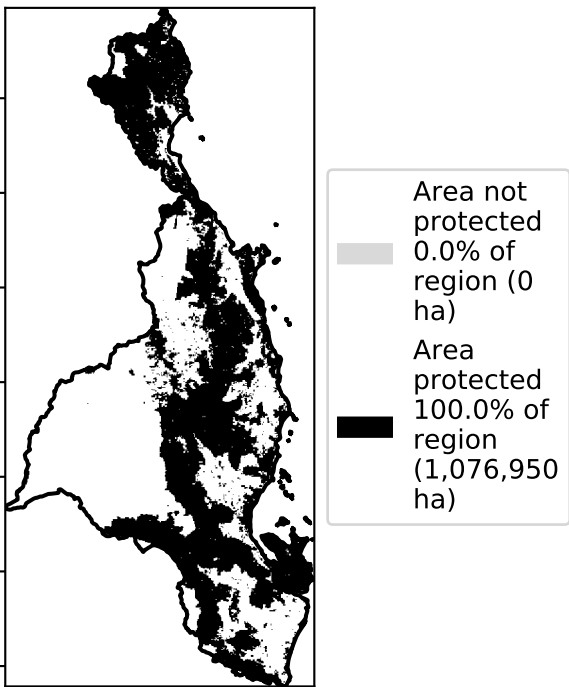 Area not
protected
0.0% of
region (0
ha)
Area
protected
100.0% of
region
(1,076,950
ha)